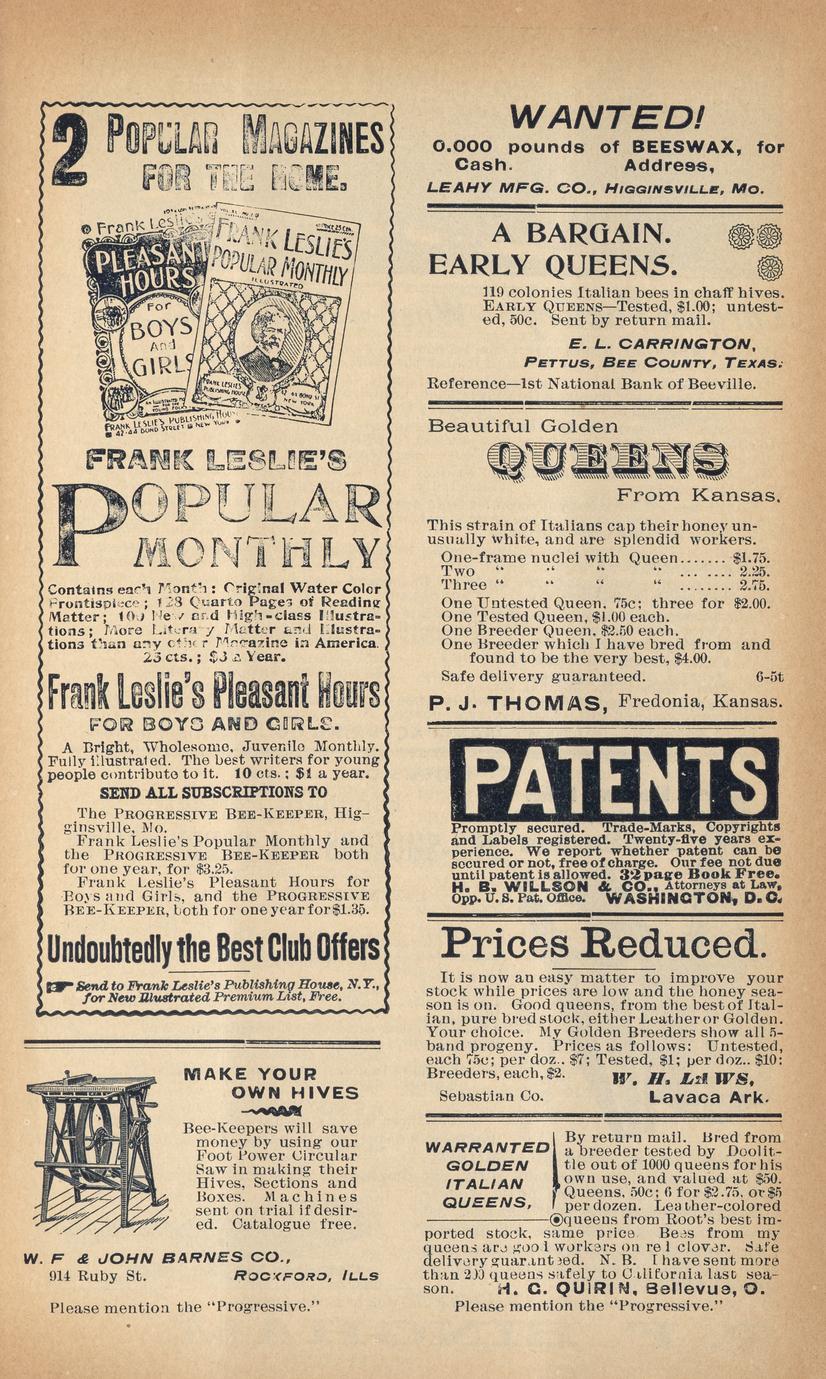 2 POPULAR MAGAZINES
FOR THE HOME.
Frank Leslie's
PLEASANT
HOURS
For
BOYS
And
GIRLS
FRANK LESLIE'S
POPULAR MONTHLY
ILLUSTRATED
FRANK LESLIE'S PUBLISHING HOUSE
42-44 BOND STREET NEW YORK
FRANK LESLIE'S
POPULAR
MONTHLY
Contains each Month: Original Water Color
Frontispiece; 128 Quarto Pages of Reading
Matter; 100 New and High-class Illustra-
tions; More Literary Matter and Illustra-
tions than any other Magazine in America.
25 cts.; $3 a Year.
Frank Leslie's Pleasant Hours
FOR BOYS AND GIRLS.
A Bright, Wholesome, Juvenile Monthly.
Fully illustrated. The best writers for young
people contribute to it. 10 cts.; $1 a year.
SEND ALL SUBSCRIPTIONS TO
The PROGRESSIVE BEE-KEEPER, Hig-
ginsville, Mo.
Frank Leslie's Popular Monthly and
the PROGRESSIVE BEE-KEEPER both
for one year, for $3.25.
Frank Leslie's Pleasant Hours for
Boys and Girls, and the PROGRESSIVE
BEE-KEEPER, both for one year for $1.35.
Undoubtedly the Best Club Offers
Send to Frank Leslie's Publishing House, N.Y.,
for New Illustrated Premium List, Free.
MAKE YOUR
OWN HIVES
Bee-Keepers will save
money by using our
Foot Power Circular
Saw in making their
Hives, Sections and
Boxes. Machines
sent on trial if desir-
ed. Catalogue free.
W. F & JOHN BARNES CO.,
914 Ruby St. ROCKFORD, ILLS
Please mention the "Progressive."
WANTED!
0.000 pounds of BEESWAX, for
Cash. Address,
LEAHY MFG. CO., HIGGINSVILLE, MO.
A BARGAIN.
EARLY QUEENS.
119 colonies Italian bees in chaff hives.
EARLY QUEENS—Tested, $1.00; untest-
ed, 50c. Sent by return mail.
E. L. CARRINGTON,
PETTUS, BEE COUNTY, TEXAS.
Reference—1st National Bank of Beeville.
Beautiful Golden
QUEENS
From Kansas.
This strain of Italians cap their honey un-
usually white, and are splendid workers.
One-frame nuclei with Queen....... $1.75.
Two " " " ... ..... 2.25.
Three " " " ........ 2.75.
One Untested Queen, 75c; three for $2.00.
One Tested Queen, $1.00 each.
One Breeder Queen, $2.50 each.
One Breeder which I have bred from and
found to be the very best, $4.00.
Safe delivery guaranteed. 6-5t
P. J. THOMAS, Fredonia, Kansas.
PATENTS
Promptly secured. Trade-Marks, Copyrights
and Labels registered. Twenty-five years ex-
perience. We report whether patent can be
secured or not, free of charge. Our fee not due
until patent is allowed. 32 page Book Free.
H. B. WILLSON & CO., Attorneys at Law,
Opp. U. S. Pat. Office. WASHINGTON, D.C.
Prices Reduced.
It is now an easy matter to improve your
stock while prices are low and the honey sea-
son is on. Good queens, from the best of Ital-
ian, pure bred stock, either Leather or Golden.
Your choice. My Golden Breeders show all 5-
band progeny. Prices as follows: Untested,
each 75c; per doz.. $7; Tested, $1; per doz.. $10:
Breeders, each, $2. W. H. LAWS,
Sebastian Co. Lavaca Ark.
WARRANTED
GOLDEN
ITALIAN
QUEENS,
By return mail. Bred from
a breeder tested by Doolit-
tle out of 1000 queens for his
own use, and valued at $50.
Queens, 50c; 6 for $2.75, or $5
per dozen. Leather-colored
queens from Root's best im-
ported stock, same price. Bees from my
queens are good workers on red clover. Safe
delivery guaranteed. N. B. I have sent more
than 200 queens safely to California last sea-
son. H. G. QUIRIN, Bellevue, O.
Please mention the "Progressive."